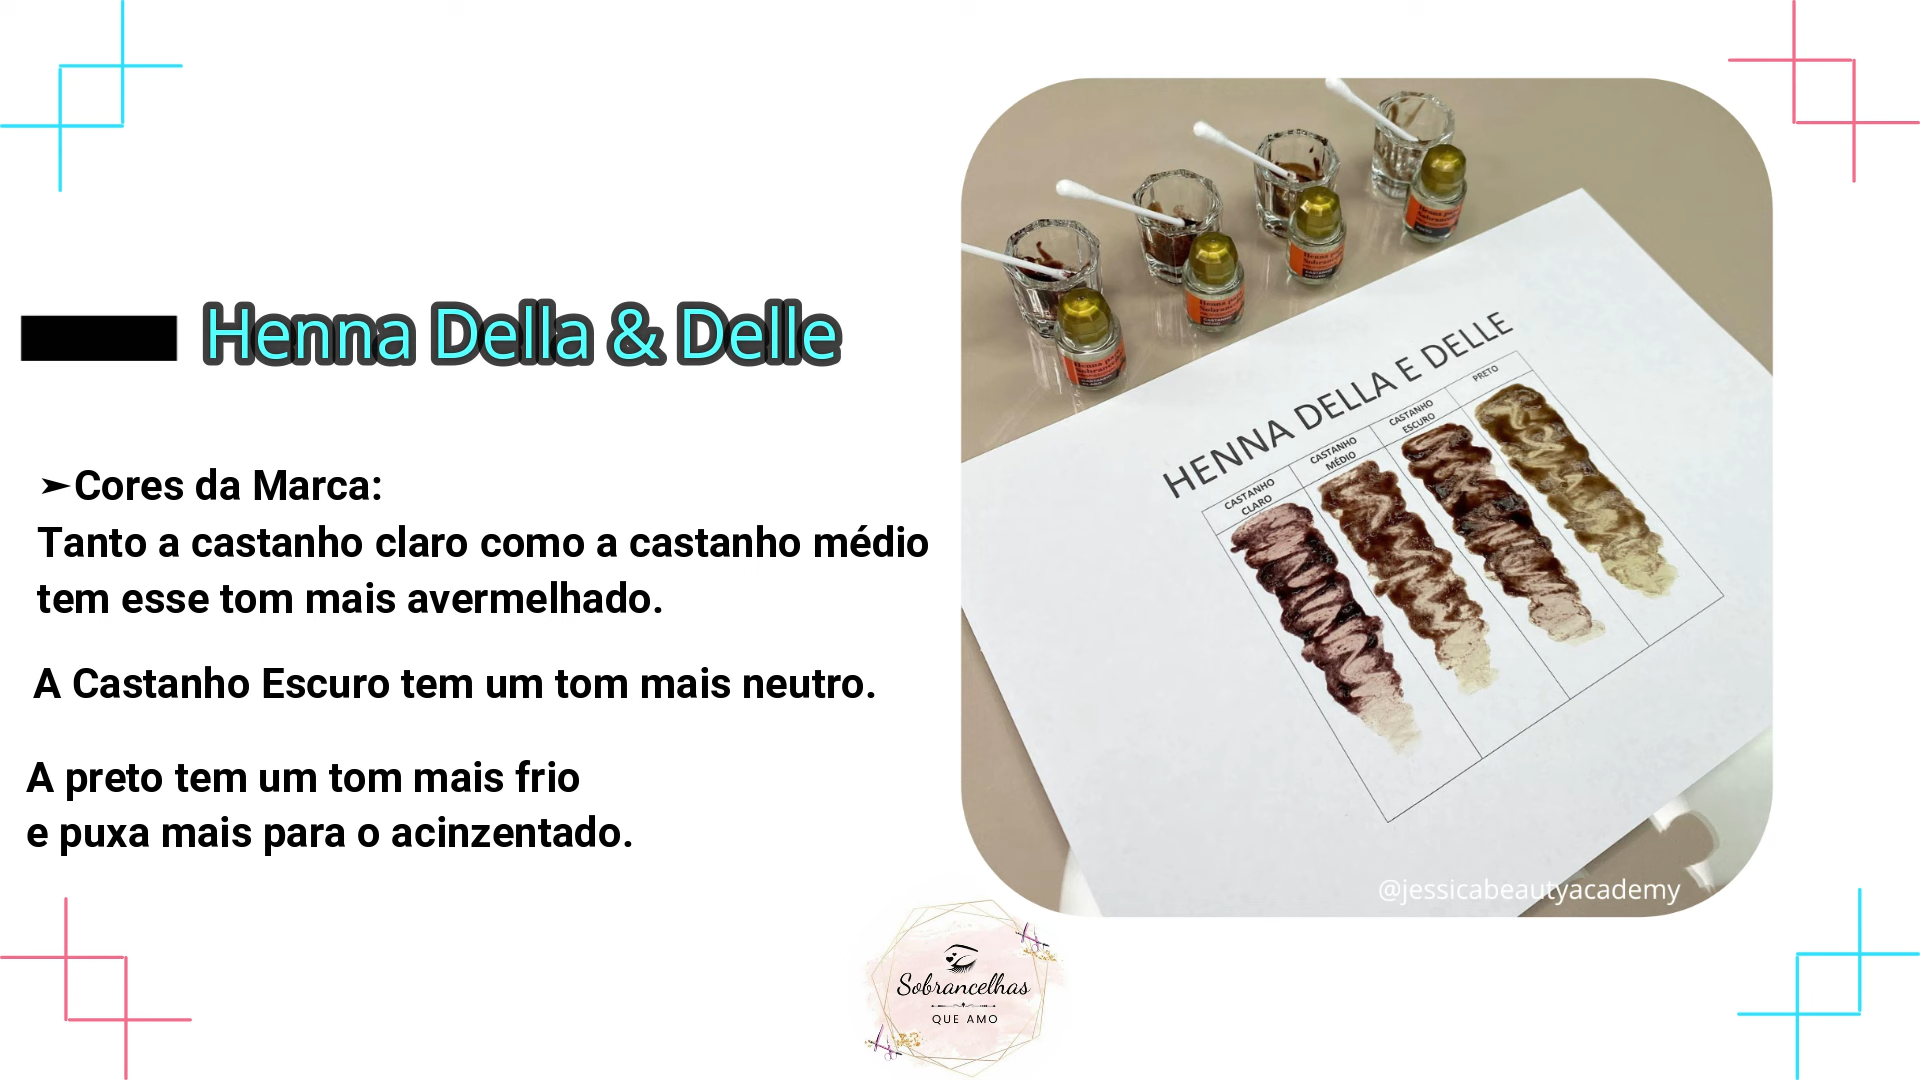 Henna Della & Delle
➤Cores da Marca:
Tanto a castanho claro como a castanho médio
tem esse tom mais avermelhado.
A Castanho Escuro tem um tom mais neutro.
A preto tem um tom mais frio
e puxa mais para o acinzentado.
HENNA DELLA E DELLE
CASTANHO
CLARO
CASTANHO
MÉDIO
CASTANHO
ESCURO
PRETO
@jessicabeautyacademy
Sobrancelhas
QUE AMO